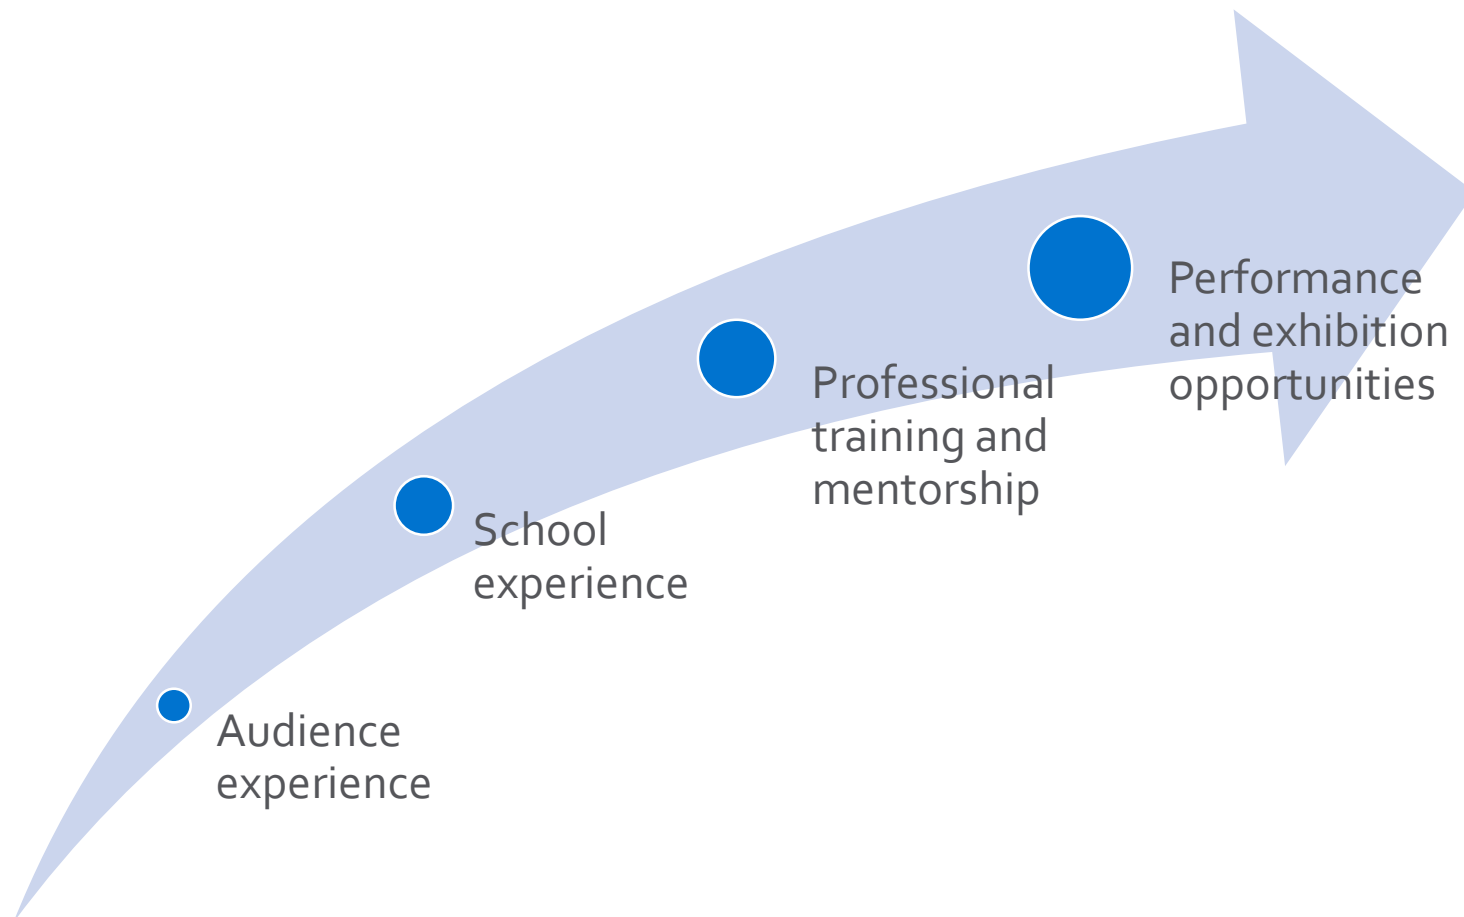 Performance
and exhibition
opportunities
Professional
training and
mentorship
School
experience
Audience
experience